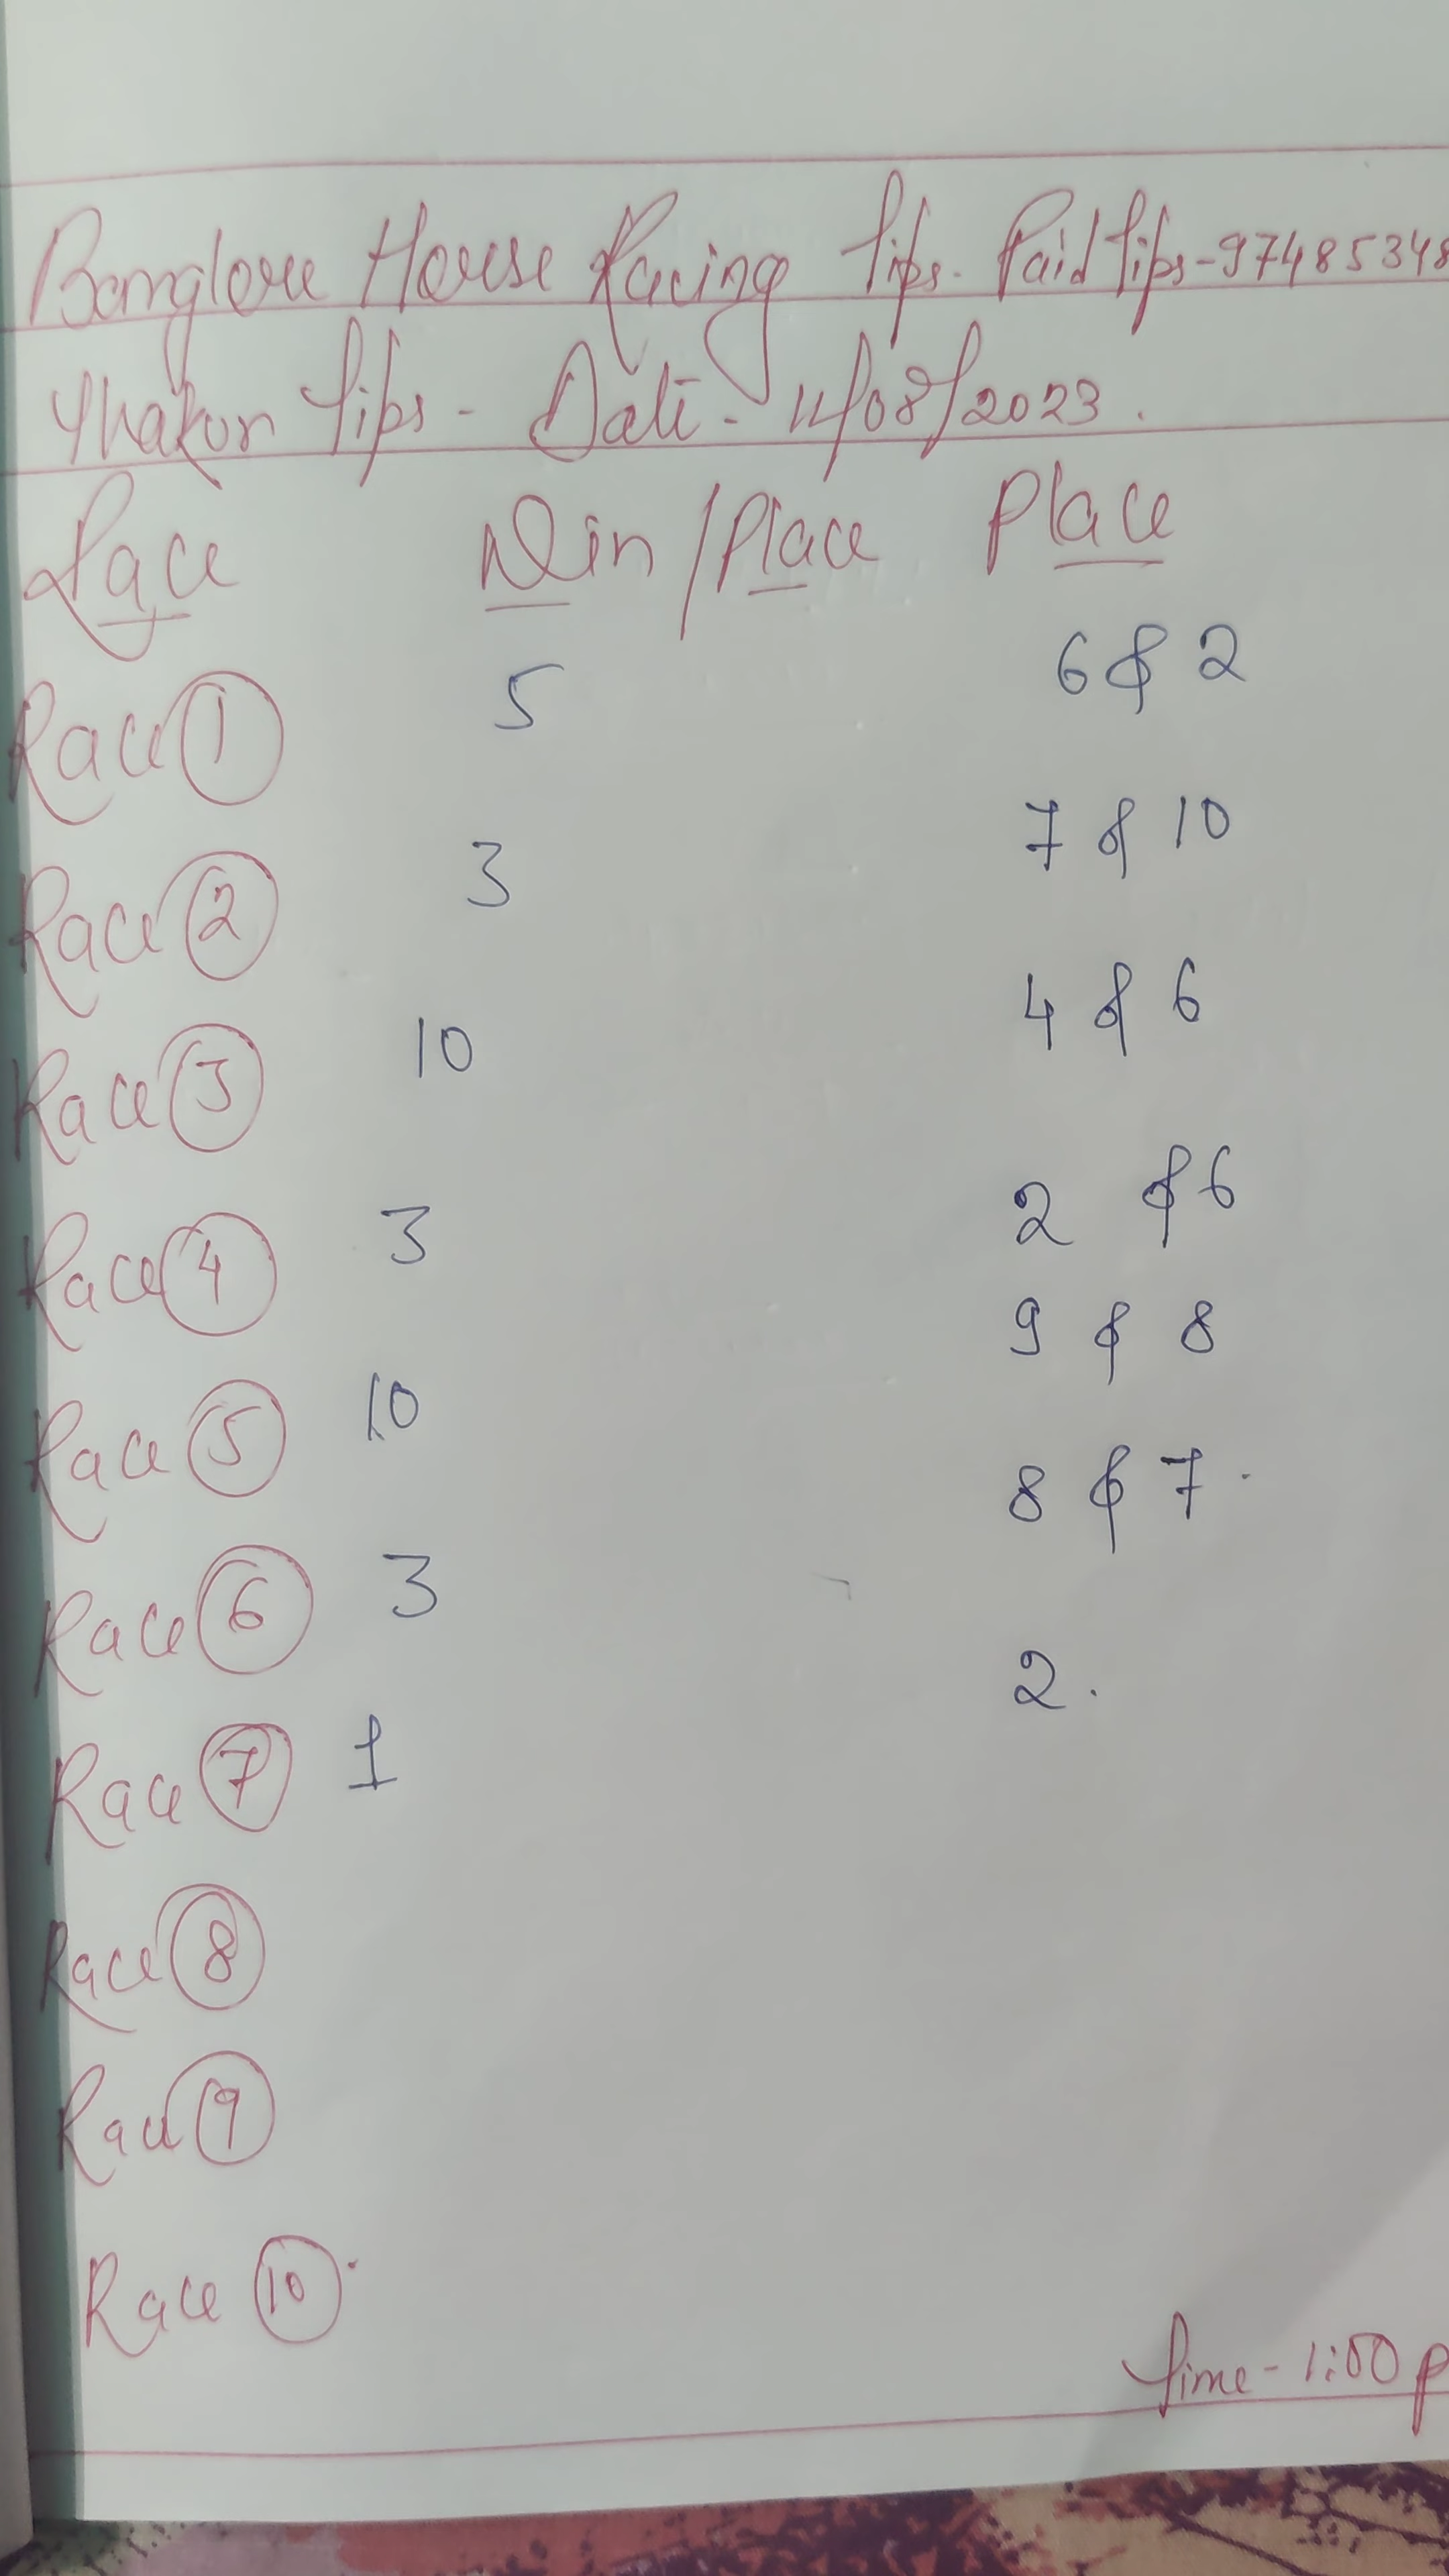 Banglore Horse Racing Tips. Paid Tips-97485348
Thakur Tips - Date - 11/08/2023.
Race Win/Place Place
Race 1 5 6 & 2
Race 2 3 7 & 10
Race 3 10 4 & 6
Race 4 3 2 & 6
Race 5 10 9 & 8
Race 6 3 8 & 7.
Race 7 1 2.
Race 8
Race 9
Race 10.
Time - 1:00 p